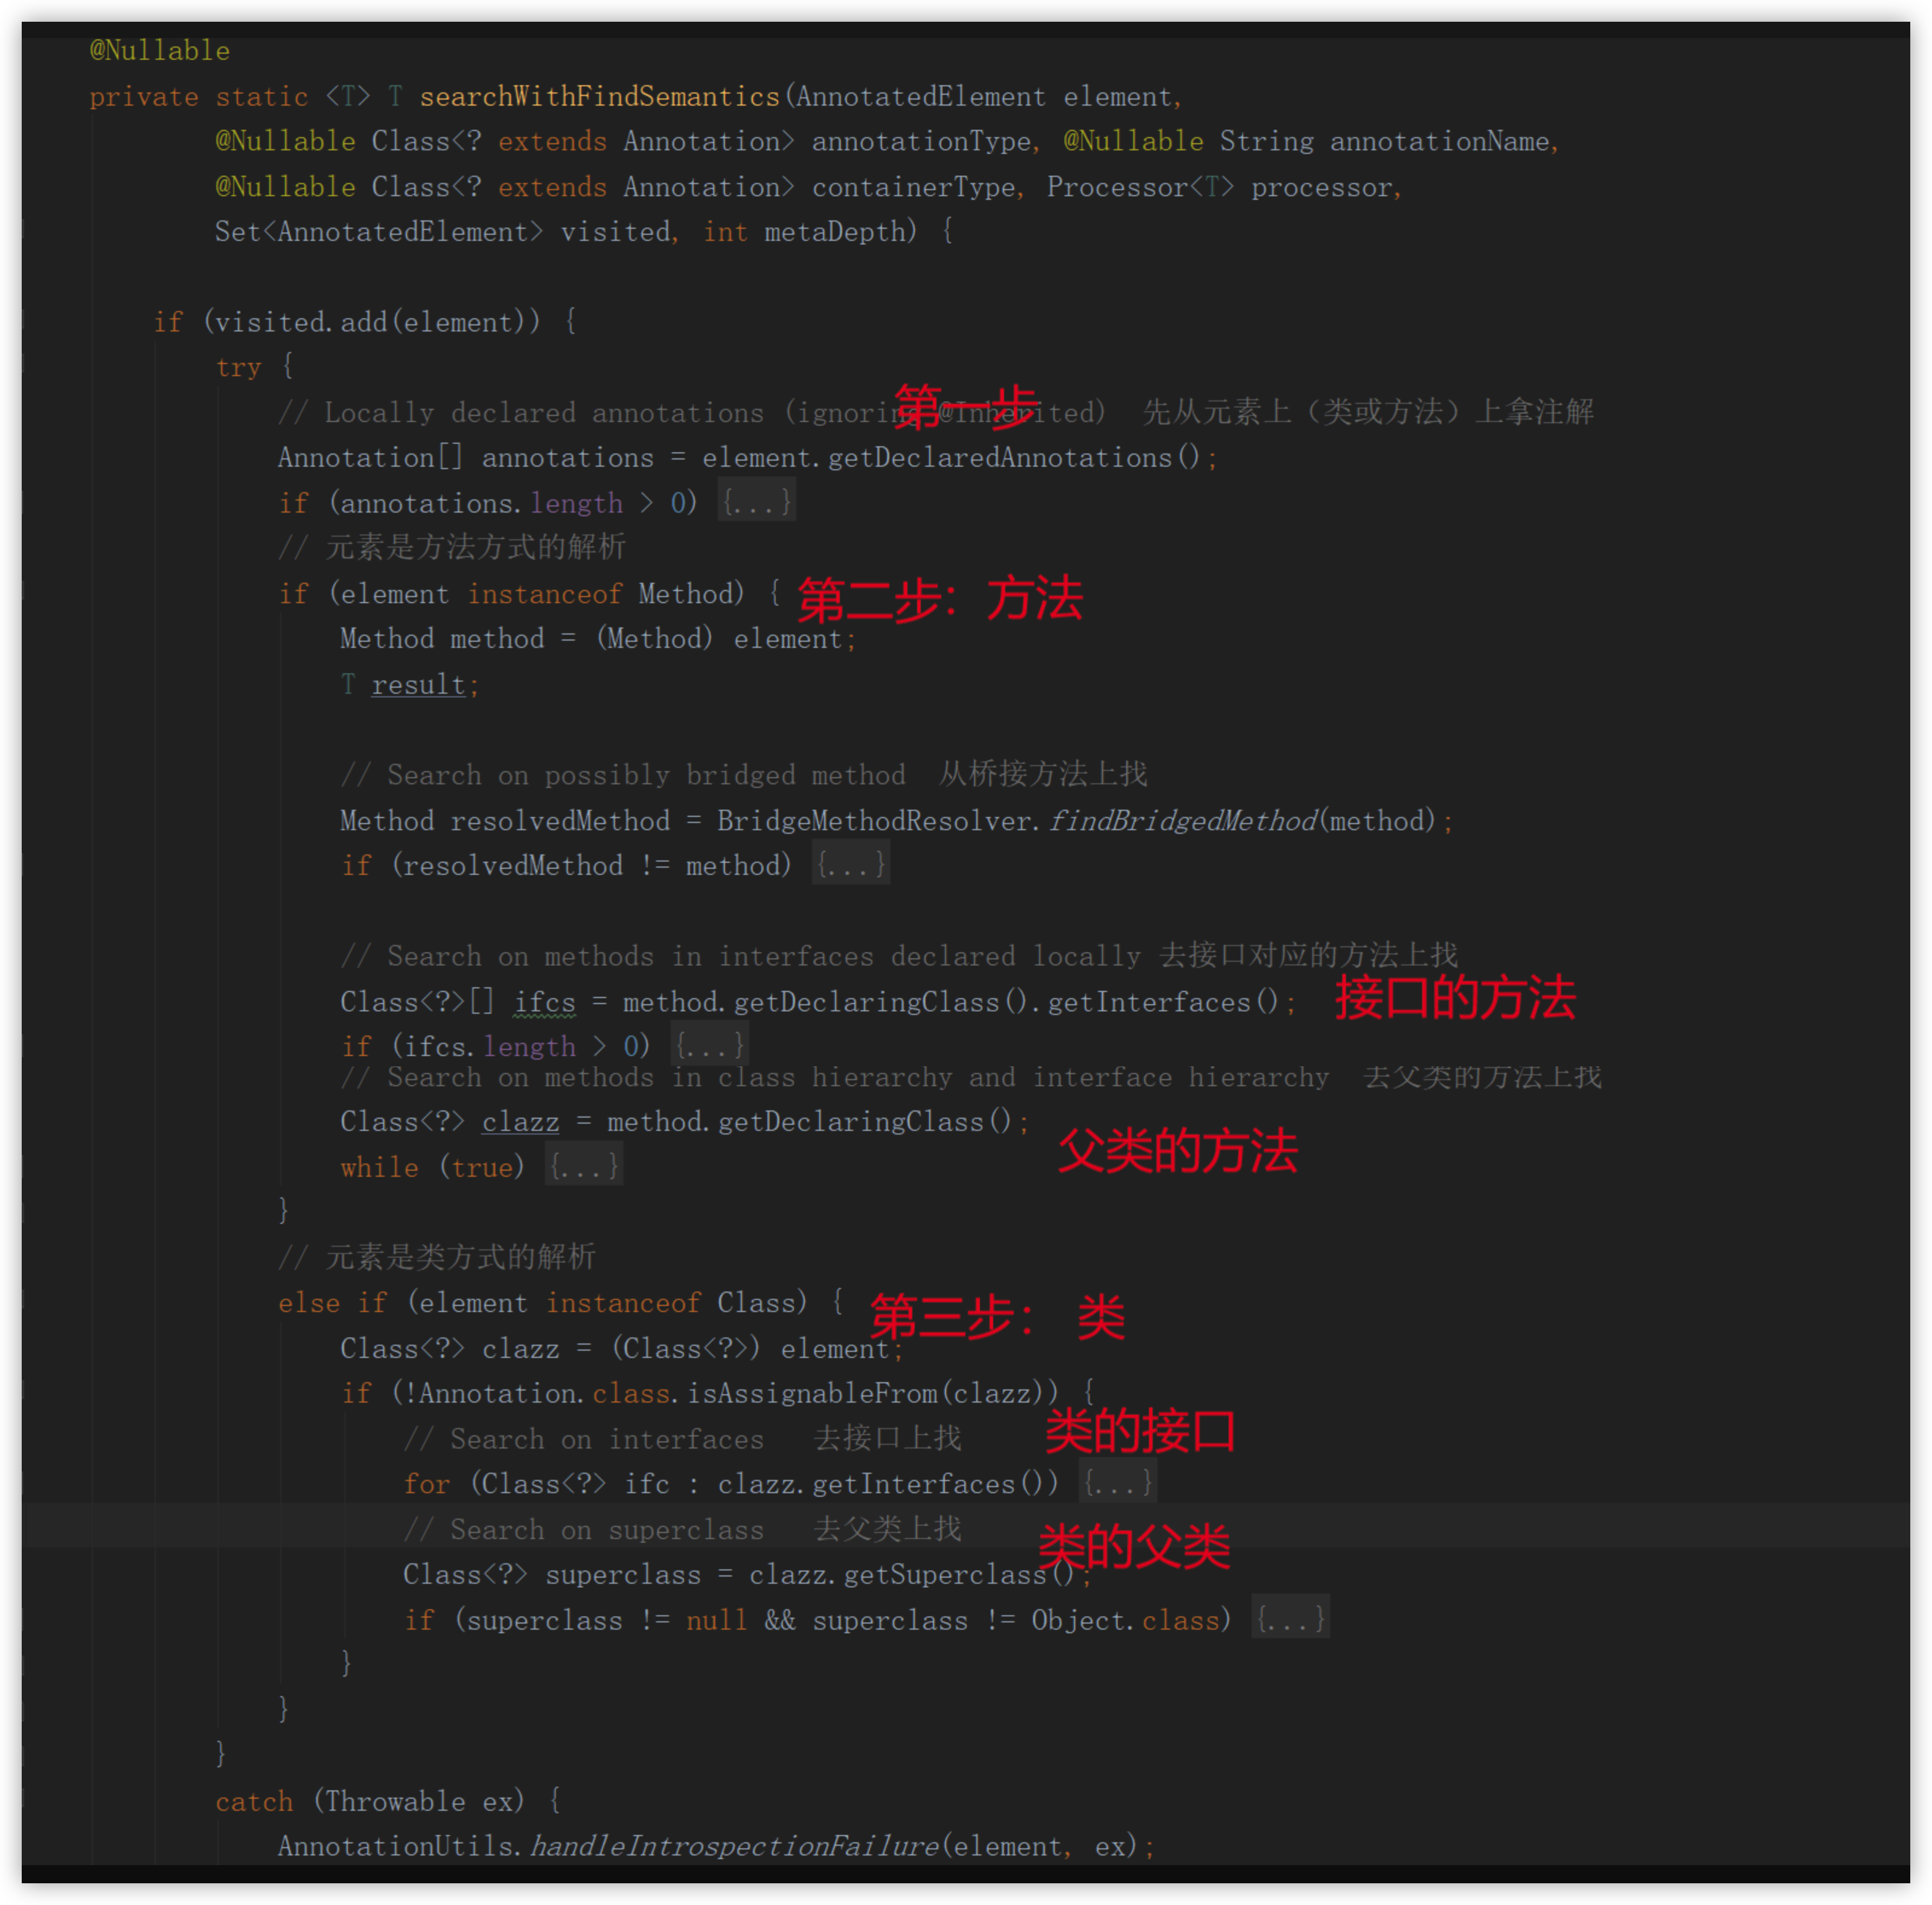 @Nullable
private static <T> T searchWithFindSemantics(AnnotatedElement element,
@Nullable Class<? extends Annotation> annotationType, @Nullable String annotationName,
@Nullable Class<? extends Annotation> containerType, Processor<T> processor,
Set<AnnotatedElement> visited, int metaDepth) {
if (visited.add(element)) {
try {
第一步
// Locally declared annotations (ignoring @Inherited) 先从元素上（类或方法）上拿注解
Annotation[] annotations = element.getDeclaredAnnotations();
if (annotations.length > 0) {...}
// 元素是方法方式的解析
if (element instanceof Method) { 第二步：方法
Method method = (Method) element;
T result;
// Search on possibly bridged method 从桥接方法上找
Method resolvedMethod = BridgeMethodResolver.findBridgedMethod(method);
if (resolvedMethod != method) {...}
// Search on methods in interfaces declared locally 去接口对应的方法上找
Class<?>[] ifcs = method.getDeclaringClass().getInterfaces(); 接口的方法
if (ifcs.length > 0) {...}
// Search on methods in class hierarchy and interface hierarchy 去父类的方法上找
Class<?> clazz = method.getDeclaringClass();
父类的方法
while (true) {...}
}
// 元素是类方式的解析
else if (element instanceof Class) { 第三步： 类
Class<?> clazz = (Class<?>) element;
if (!Annotation.class.isAssignableFrom(clazz)) {
// Search on interfaces 去接口上找 类的接口
for (Class<?> ifc : clazz.getInterfaces()) {...}
// Search on superclass 去父类上找 类的父类
Class<?> superclass = clazz.getSuperclass();
if (superclass != null && superclass != Object.class) {...}
}
}
}
catch (Throwable ex) {
AnnotationUtils.handleIntrospectionFailure(element, ex);